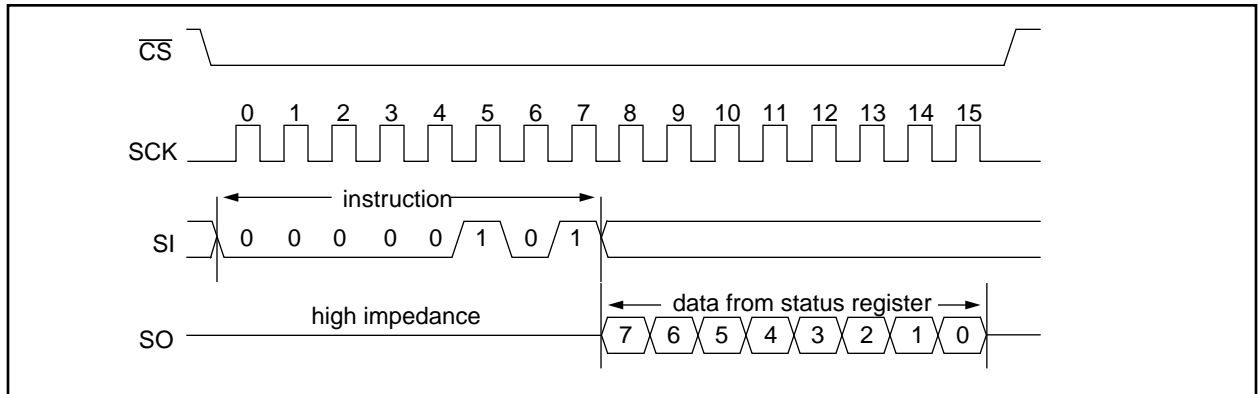 CS
0 1 2 3 4 5 6 7 8 9 10 11 12 13 14 15
SCK
instruction
SI 0 0 0 0 0 1 0 1
data from status register
high impedance
SO 7 6 5 4 3 2 1 0